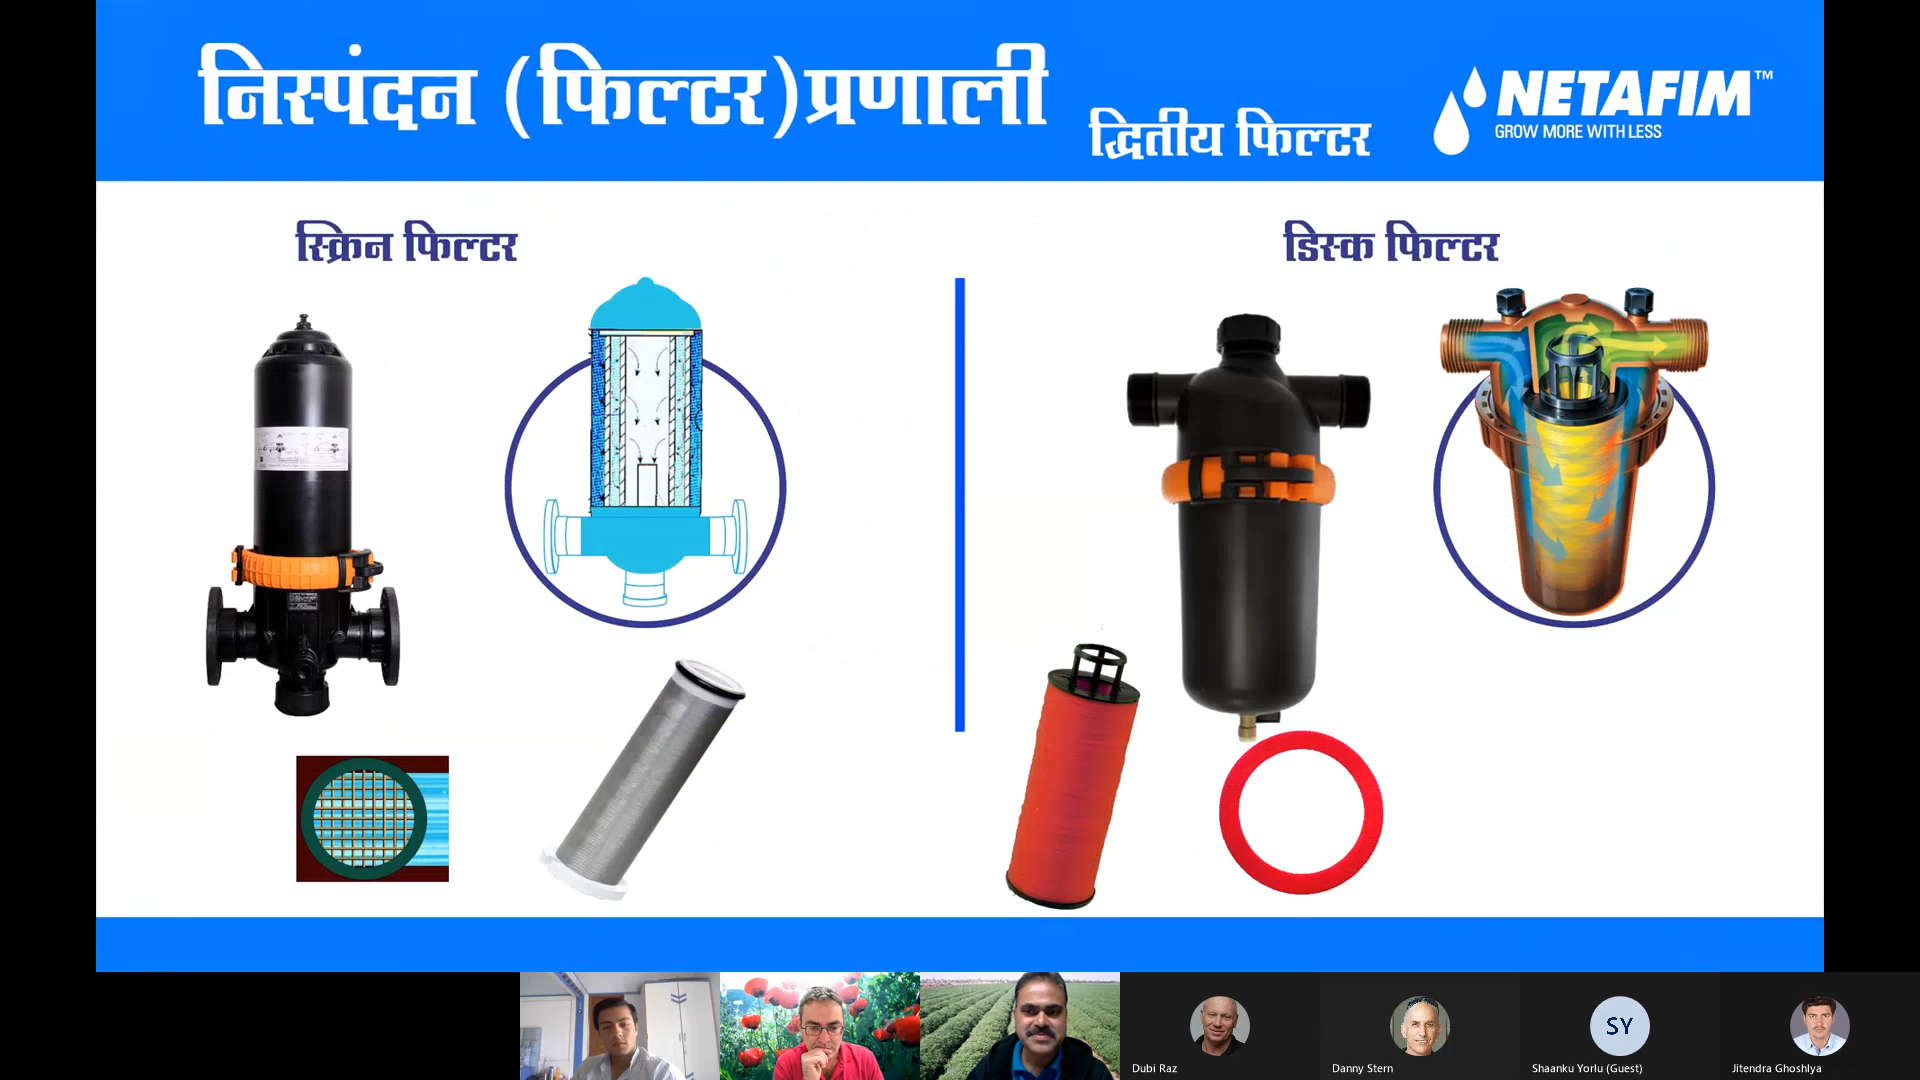 निस्पंदन (फिल्टर)प्रणाली
द्वितीय फिल्टर
NETAFIM™
GROW MORE WITH LESS
स्क्रिन फिल्टर
डिस्क फिल्टर
Dubi Raz
Danny Stern
SY
Shaanku Yorlu (Guest)
Jitendra Ghoshlya